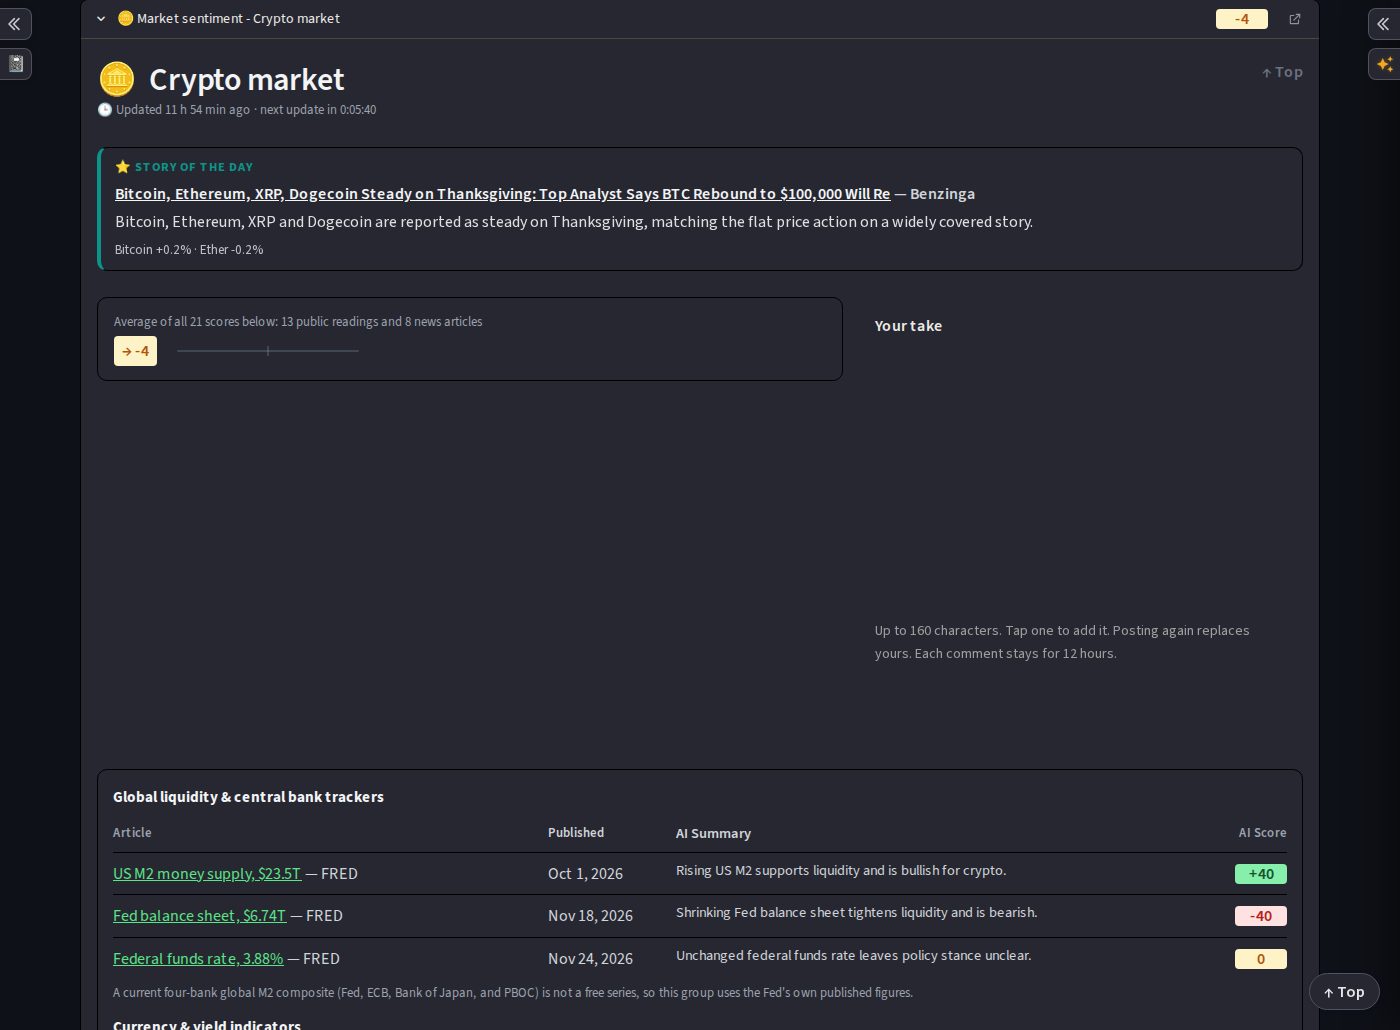 Market sentiment - Crypto market
-4
Crypto market
↑ Top
Updated 11 h 54 min ago · next update in 0:05:40
STORY OF THE DAY
Bitcoin, Ethereum, XRP, Dogecoin Steady on Thanksgiving: Top Analyst Says BTC Rebound to $100,000 Will Re — Benzinga
Bitcoin, Ethereum, XRP and Dogecoin are reported as steady on Thanksgiving, matching the flat price action on a widely covered story.
Bitcoin +0.2% · Ether -0.2%
Average of all 21 scores below: 13 public readings and 8 news articles
→ -4
Your take
Up to 160 characters. Tap one to add it. Posting again replaces
yours. Each comment stays for 12 hours.
Global liquidity & central bank trackers
Article Published AI Summary AI Score
US M2 money supply, $23.5T — FRED Oct 1, 2026 Rising US M2 supports liquidity and is bullish for crypto. +40
Fed balance sheet, $6.74T — FRED Nov 18, 2026 Shrinking Fed balance sheet tightens liquidity and is bearish. -40
Federal funds rate, 3.88% — FRED Nov 24, 2026 Unchanged federal funds rate leaves policy stance unclear. 0
A current four-bank global M2 composite (Fed, ECB, Bank of Japan, and PBOC) is not a free series, so this group uses the Fed's own published figures.
↑ Top
Currency & yield indicators